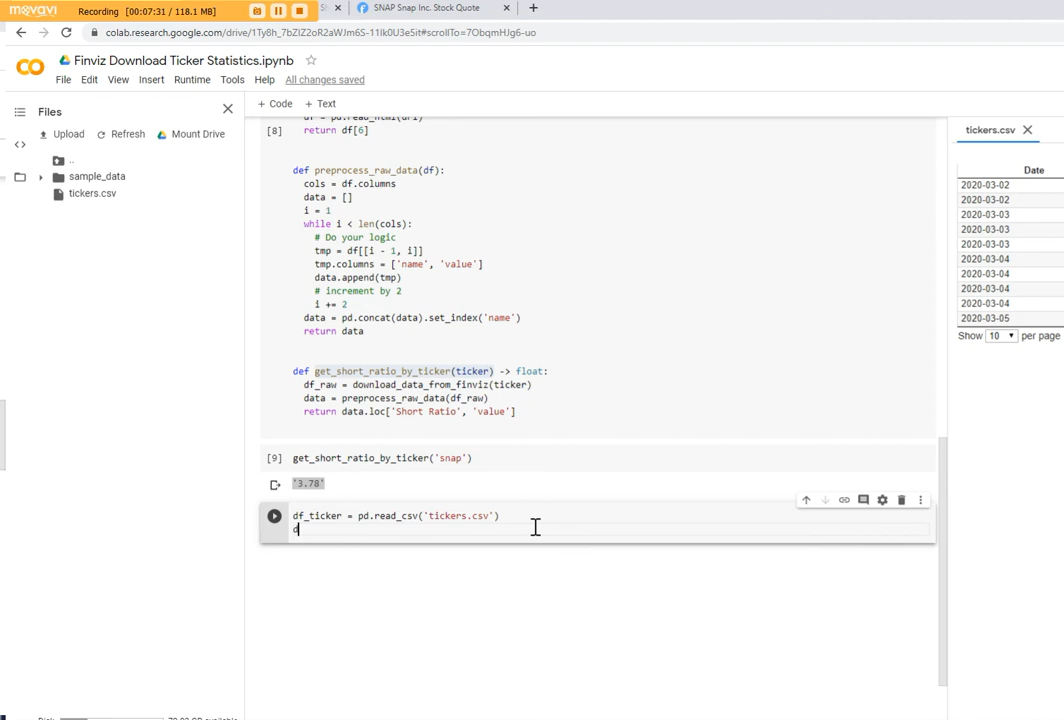 movavi
Recording
00:07:31 / 118.1 MB
SNAP Snap Inc. Stock Quote
colab.research.google.com/drive/1Ty8h_7bZIZ2oR2aWJm6S-11lk0U3e5it#scrollTo=7ObqmHJg6-uo
Finviz Download Ticker Statistics.ipynb
File Edit View Insert Runtime Tools Help All changes saved
Files
+ Code + Text
Upload Refresh Mount Drive
..
sample_data
tickers.csv
df = pd.read_html(url)
[8] return df[6]
def preprocess_raw_data(df):
cols = df.columns
data = []
i = 1
while i < len(cols):
# Do your logic
tmp = df[[i - 1, i]]
tmp.columns = ['name', 'value']
data.append(tmp)
# increment by 2
i += 2
data = pd.concat(data).set_index('name')
return data
def get_short_ratio_by_ticker(ticker) -> float:
df_raw = download_data_from_finviz(ticker)
data = preprocess_raw_data(df_raw)
return data.loc['Short Ratio', 'value']
[9] get_short_ratio_by_ticker('snap')
'3.78'
df_ticker = pd.read_csv('tickers.csv')
d
tickers.csv
Date
2020-03-02
2020-03-02
2020-03-03
2020-03-03
2020-03-03
2020-03-04
2020-03-04
2020-03-04
2020-03-04
2020-03-05
Show 10 per page